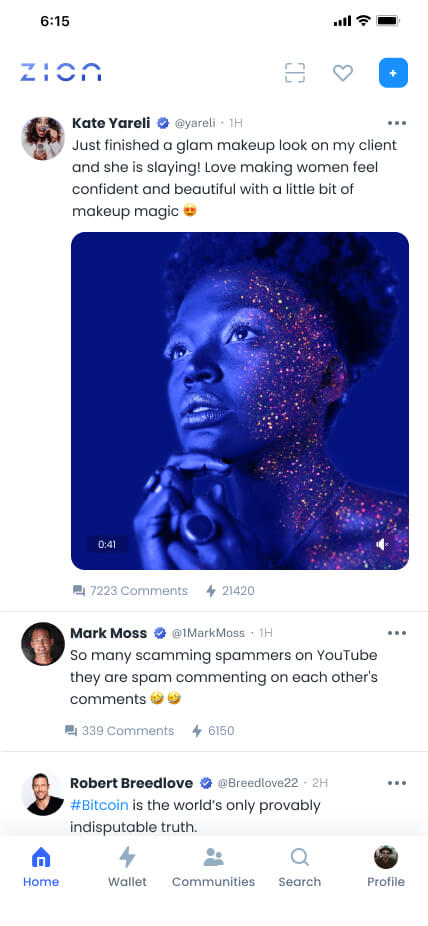 6:15
ZION
Kate Yareli @yareli · 1H
Just finished a glam makeup look on my client
and she is slaying! Love making women feel
confident and beautiful with a little bit of
makeup magic 😍
0:41
7223 Comments 21420
Mark Moss @1MarkMoss · 1H
So many scamming spammers on YouTube
they are spam commenting on each other's
comments 🤣🤣
339 Comments 6150
Robert Breedlove @Breedlove22 · 2H
#Bitcoin is the world’s only provably
indisputable truth.
Home Wallet Communities Search Profile